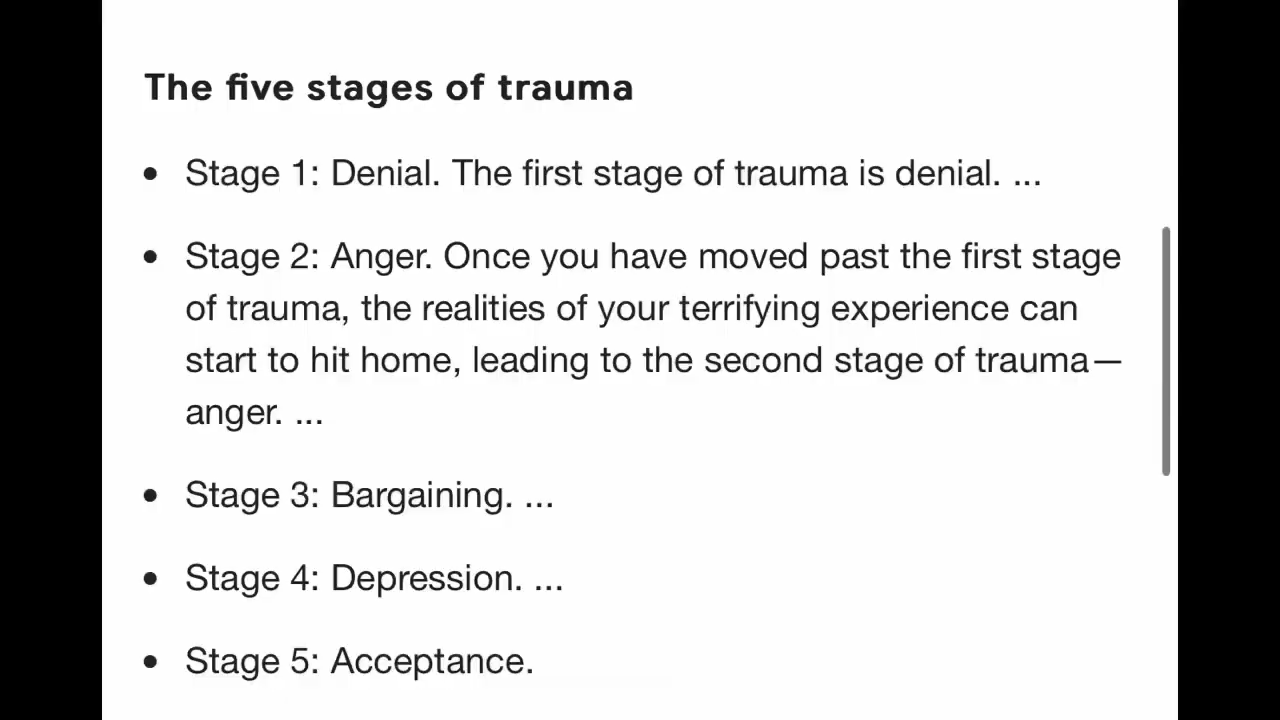 The five stages of trauma
• Stage 1: Denial. The first stage of trauma is denial. ...
• Stage 2: Anger. Once you have moved past the first stage
of trauma, the realities of your terrifying experience can
start to hit home, leading to the second stage of trauma—
anger. ...
• Stage 3: Bargaining. ...
• Stage 4: Depression. ...
• Stage 5: Acceptance.